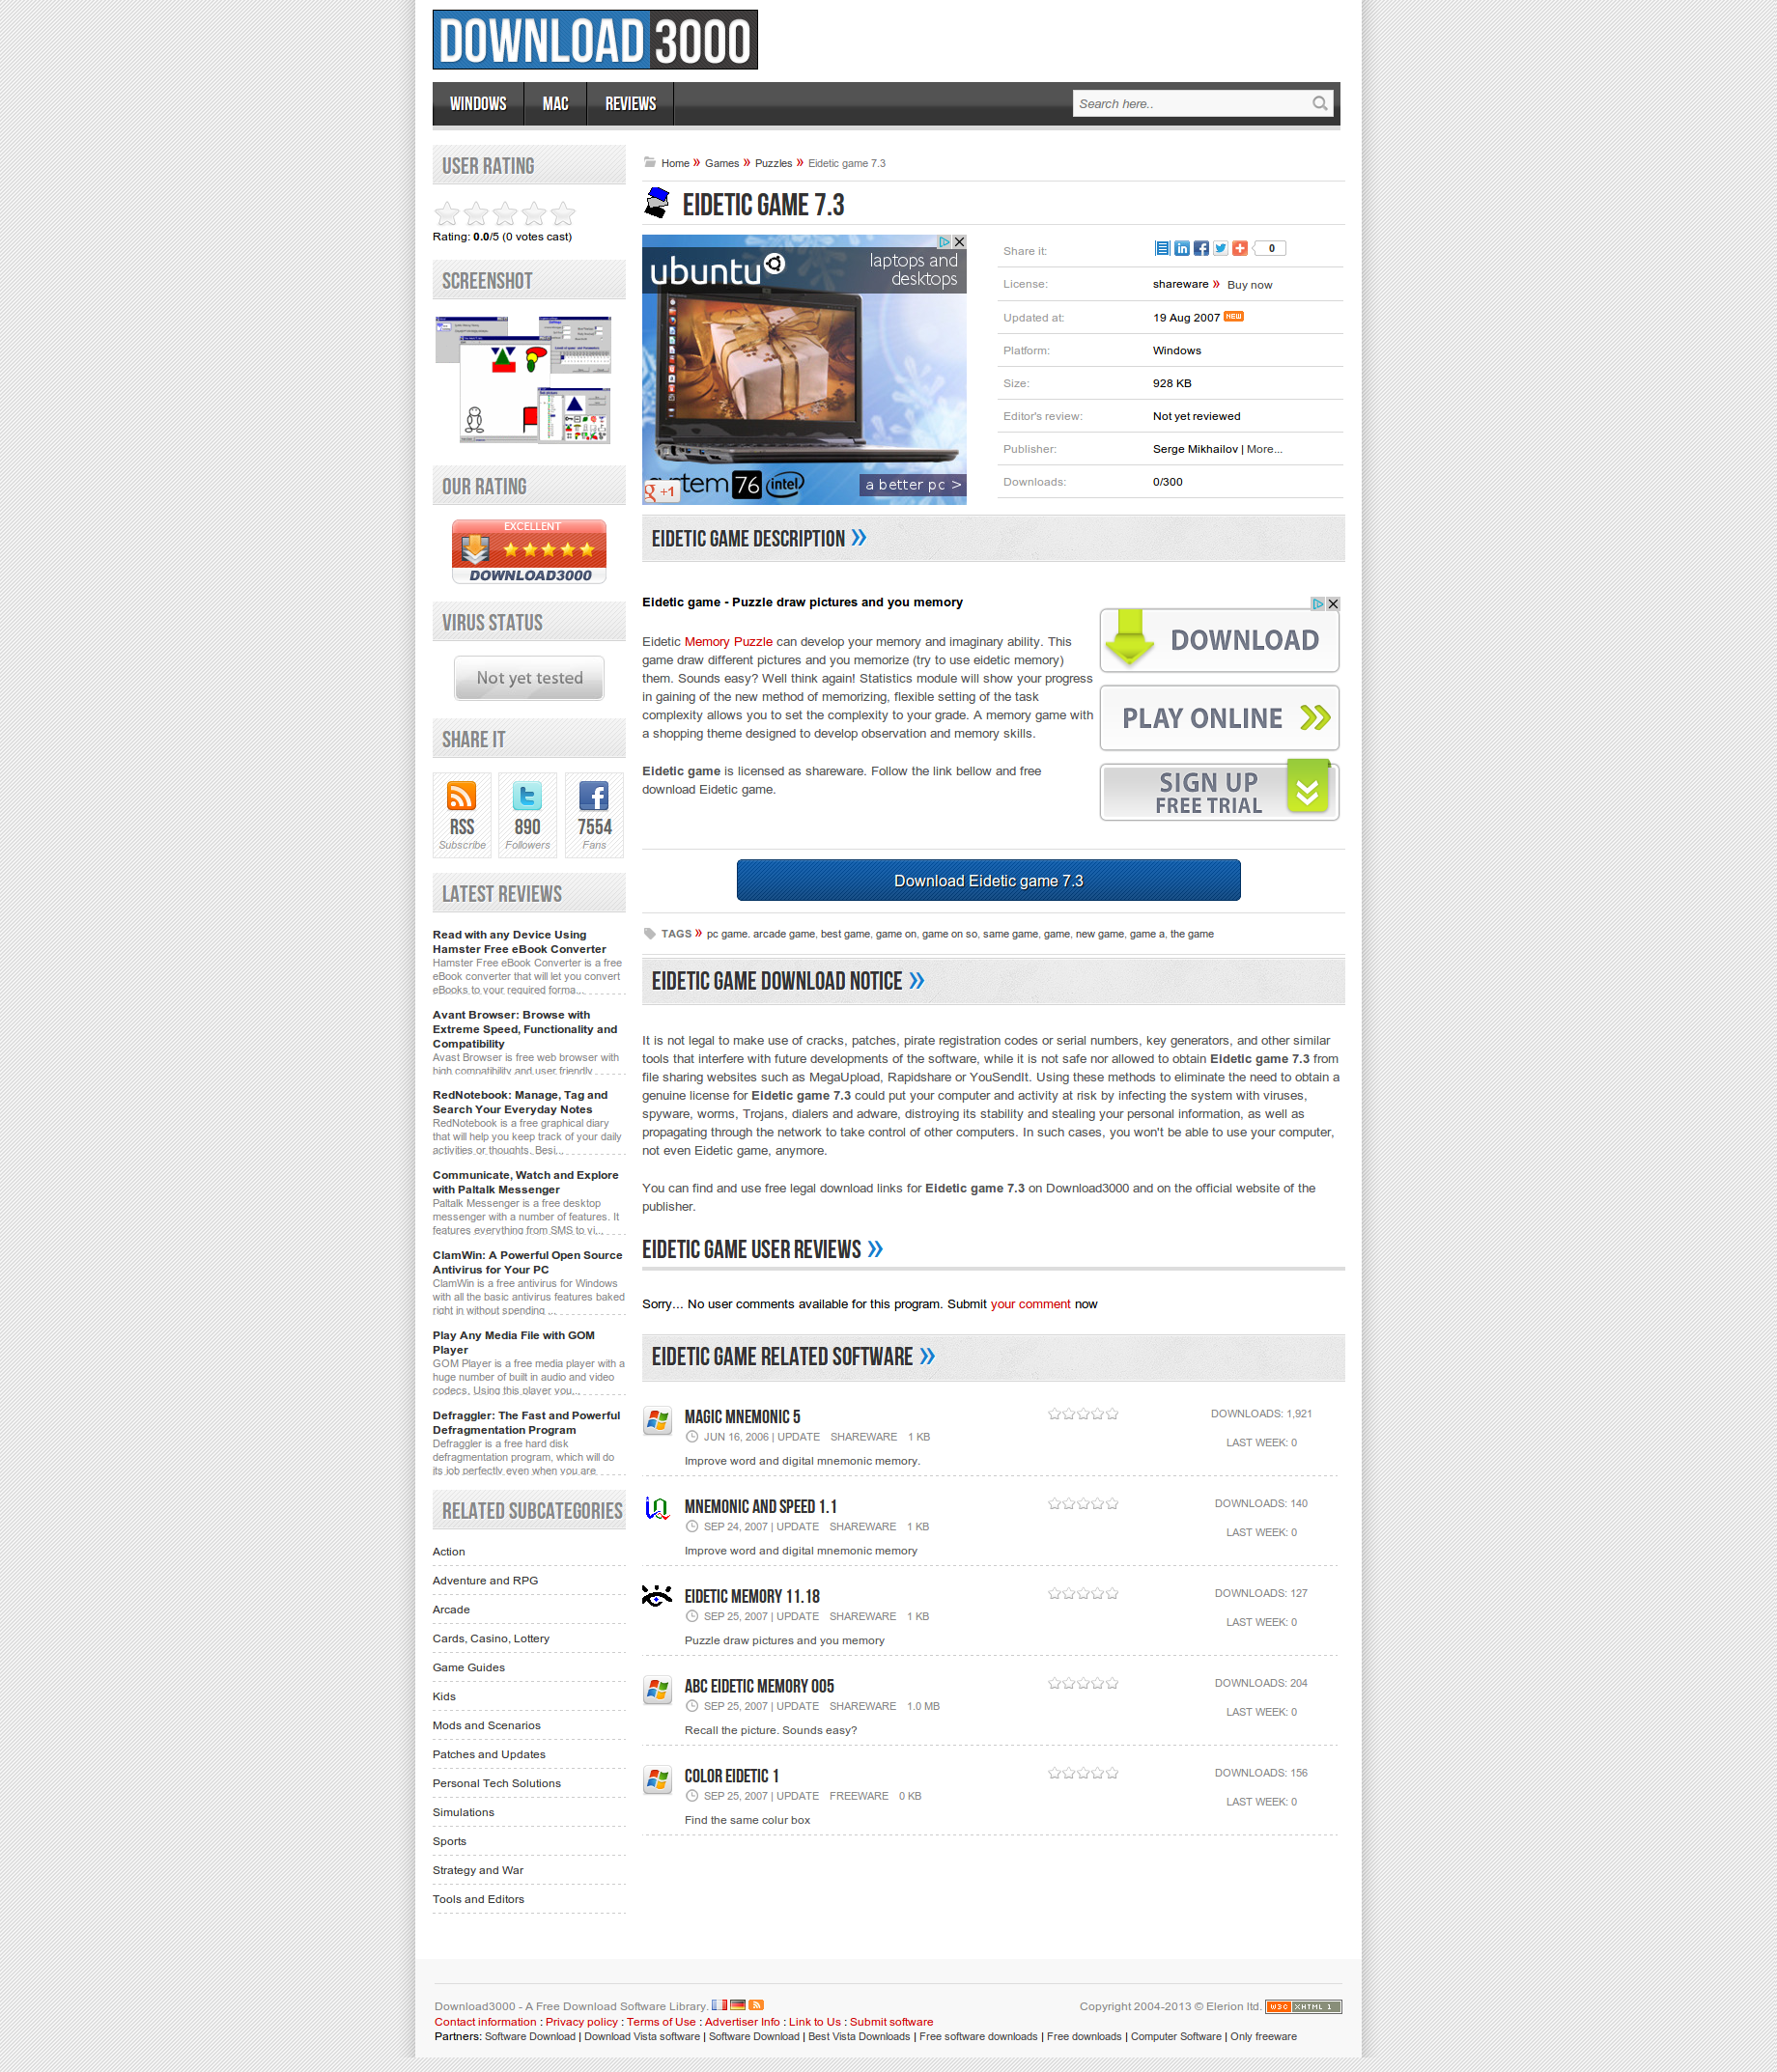 DOWNLOAD 3000
WINDOWS MAC REVIEWS
Search here..
USER RATING
Rating: 0.0/5 (0 votes cast)
SCREENSHOT
OUR RATING
EXCELLENT
DOWNLOAD3000
VIRUS STATUS
Not yet tested
SHARE IT
RSS 890 7554
Subscribe Followers Fans
LATEST REVIEWS
Read with any Device Using
Hamster Free eBook Converter
Hamster Free eBook Converter is a free
eBook converter that will let you convert
eBooks to your required forma...
Avant Browser: Browse with
Extreme Speed, Functionality and
Compatibility
Avast Browser is free web browser with
high compatibility and user friendly
RedNotebook: Manage, Tag and
Search Your Everyday Notes
RedNotebook is a free graphical diary
that will help you keep track of your daily
activities or thoughts. Besi...
Communicate, Watch and Explore
with Paltalk Messenger
Paltalk Messenger is a free desktop
messenger with a number of features. It
features everything from SMS to vi...
ClamWin: A Powerful Open Source
Antivirus for Your PC
ClamWin is a free antivirus for Windows
with all the basic antivirus features baked
right in without spending ...
Play Any Media File with GOM
Player
GOM Player is a free media player with a
huge number of built in audio and video
codecs. Using this player you...
Defraggler: The Fast and Powerful
Defragmentation Program
Defraggler is a free hard disk
defragmentation program, which will do
its job perfectly even when you are
RELATED SUBCATEGORIES
Action
Adventure and RPG
Arcade
Cards, Casino, Lottery
Game Guides
Kids
Mods and Scenarios
Patches and Updates
Personal Tech Solutions
Simulations
Sports
Strategy and War
Tools and Editors
Home » Games » Puzzles » Eidetic game 7.3
EIDETIC GAME 7.3
ubuntu laptops and
desktops
system 76 intel
g +1
a better pc >
Share it: 0
License: shareware » Buy now
Updated at: 19 Aug 2007 NEW
Platform: Windows
Size: 928 KB
Editor's review: Not yet reviewed
Publisher: Serge Mikhailov | More...
Downloads: 0/300
EIDETIC GAME DESCRIPTION »
Eidetic game - Puzzle draw pictures and you memory
Eidetic Memory Puzzle can develop your memory and imaginary ability. This
game draw different pictures and you memorize (try to use eidetic memory)
them. Sounds easy? Well think again! Statistics module will show your progress
in gaining of the new method of memorizing, flexible setting of the task
complexity allows you to set the complexity to your grade. A memory game with
a shopping theme designed to develop observation and memory skills.
Eidetic game is licensed as shareware. Follow the link bellow and free
download Eidetic game.
DOWNLOAD
PLAY ONLINE
SIGN UP
FREE TRIAL
Download Eidetic game 7.3
TAGS » pc game. arcade game, best game, game on, game on so, same game, game, new game, game a, the game
EIDETIC GAME DOWNLOAD NOTICE »
It is not legal to make use of cracks, patches, pirate registration codes or serial numbers, key generators, and other similar
tools that interfere with future developments of the software, while it is not safe nor allowed to obtain Eidetic game 7.3 from
file sharing websites such as MegaUpload, Rapidshare or YouSendIt. Using these methods to eliminate the need to obtain a
genuine license for Eidetic game 7.3 could put your computer and activity at risk by infecting the system with viruses,
spyware, worms, Trojans, dialers and adware, distroying its stability and stealing your personal information, as well as
propagating through the network to take control of other computers. In such cases, you won't be able to use your computer,
not even Eidetic game, anymore.
You can find and use free legal download links for Eidetic game 7.3 on Download3000 and on the official website of the
publisher.
EIDETIC GAME USER REVIEWS »
Sorry... No user comments available for this program. Submit your comment now
EIDETIC GAME RELATED SOFTWARE »
MAGIC MNEMONIC 5 DOWNLOADS: 1,921
JUN 16, 2006 | UPDATE SHAREWARE 1 KB LAST WEEK: 0
Improve word and digital mnemonic memory.
MNEMONIC AND SPEED 1.1 DOWNLOADS: 140
SEP 24, 2007 | UPDATE SHAREWARE 1 KB LAST WEEK: 0
Improve word and digital mnemonic memory
EIDETIC MEMORY 11.18 DOWNLOADS: 127
SEP 25, 2007 | UPDATE SHAREWARE 1 KB LAST WEEK: 0
Puzzle draw pictures and you memory
ABC EIDETIC MEMORY 005 DOWNLOADS: 204
SEP 25, 2007 | UPDATE SHAREWARE 1.0 MB LAST WEEK: 0
Recall the picture. Sounds easy?
COLOR EIDETIC 1 DOWNLOADS: 156
SEP 25, 2007 | UPDATE FREEWARE 0 KB LAST WEEK: 0
Find the same colur box
Download3000 - A Free Download Software Library. Copyright 2004-2013 © Elerion ltd. W3C XHTML 1
Contact information : Privacy policy : Terms of Use : Advertiser Info : Link to Us : Submit software
Partners: Software Download | Download Vista software | Software Download | Best Vista Downloads | Free software downloads | Free downloads | Computer Software | Only freeware